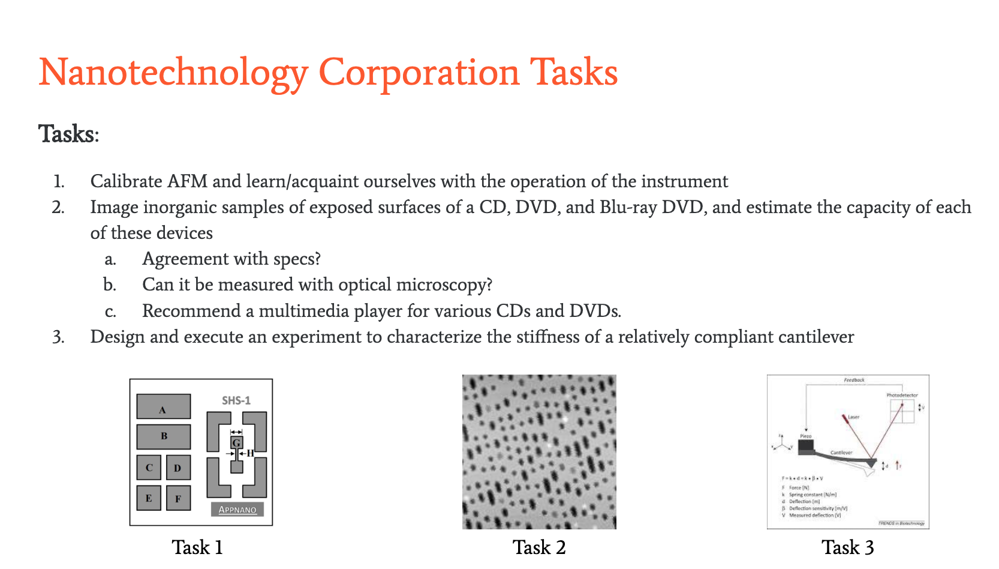 Nanotechnology Corporation Tasks
Tasks:
1. Calibrate AFM and learn/acquaint ourselves with the operation of the instrument
2. Image inorganic samples of exposed surfaces of a CD, DVD, and Blu-ray DVD, and estimate the capacity of each
of these devices
a. Agreement with specs?
b. Can it be measured with optical microscopy?
c. Recommend a multimedia player for various CDs and DVDs.
3. Design and execute an experiment to characterize the stiffness of a relatively compliant cantilever
SHS-1
A
B
C D
E F
G
H
APPNANO
Task 1
Task 2
Feedback
Photodetector
V
Laser
Piezo
z
x y
Cantilever
d F
F = k • d = k • β • V
F Force [N]
k Spring constant [N/m]
d Deflection [m]
β Deflection sensitivity [m/V]
V Measured deflection [V]
TRENDS in Biotechnology
Task 3